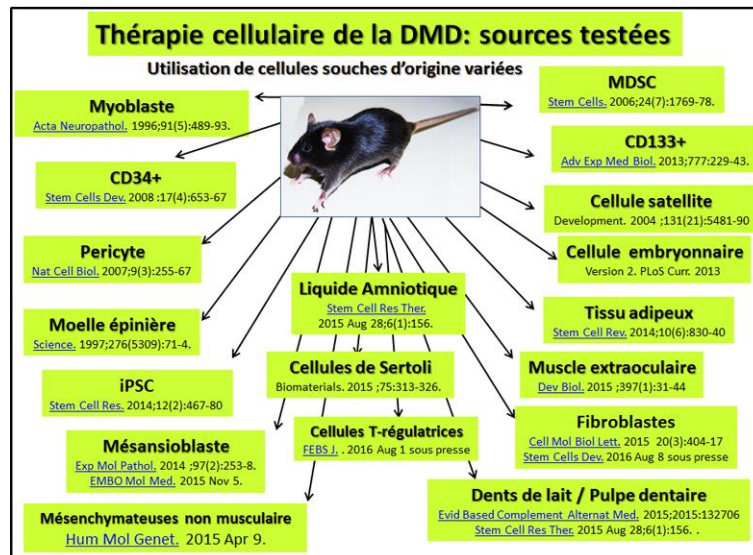 Thérapie cellulaire de la DMD: sources testées
Utilisation de cellules souches d'origine variées
Myoblaste
Acta Neuropathol. 1996;91(5):489-93.
CD34+
Stem Cells Dev. 2008 ;17(4):653-67
Pericyte
Nat Cell Biol. 2007;9(3):255-67
Moelle épinière
Science. 1997;276(5309):71-4.
iPSC
Stem Cell Res. 2014;12(2):467-80
Mésansioblaste
Exp Mol Pathol. 2014 ;97(2):253-8.
EMBO Mol Med. 2015 Nov 5.
Mésenchymateuses non musculaire
Hum Mol Genet. 2015 Apr 9.
Liquide Amniotique
Stem Cell Res Ther.
2015 Aug 28;6(1):156.
Cellules de Sertoli
Biomaterials. 2015 ;75:313-326.
Cellules T-régulatrices
FEBS J. . 2016 Aug 1 sous presse
MDSC
Stem Cells. 2006;24(7):1769-78.
CD133+
Adv Exp Med Biol. 2013;777:229-43.
Cellule satellite
Development. 2004 ;131(21):5481-90
Cellule embryonnaire
Version 2. PLoS Curr. 2013
Tissu adipeux
Stem Cell Rev. 2014;10(6):830-40
Muscle extraoculaire
Dev Biol. 2015 ;397(1):31-44
Fibroblastes
Cell Mol Biol Lett. 2015 20(3):404-17
Stem Cells Dev. 2016 Aug 8 sous presse
Dents de lait / Pulpe dentaire
Evid Based Complement Alternat Med. 2015;2015:132706
Stem Cell Res Ther. 2015 Aug 28;6(1):156. .